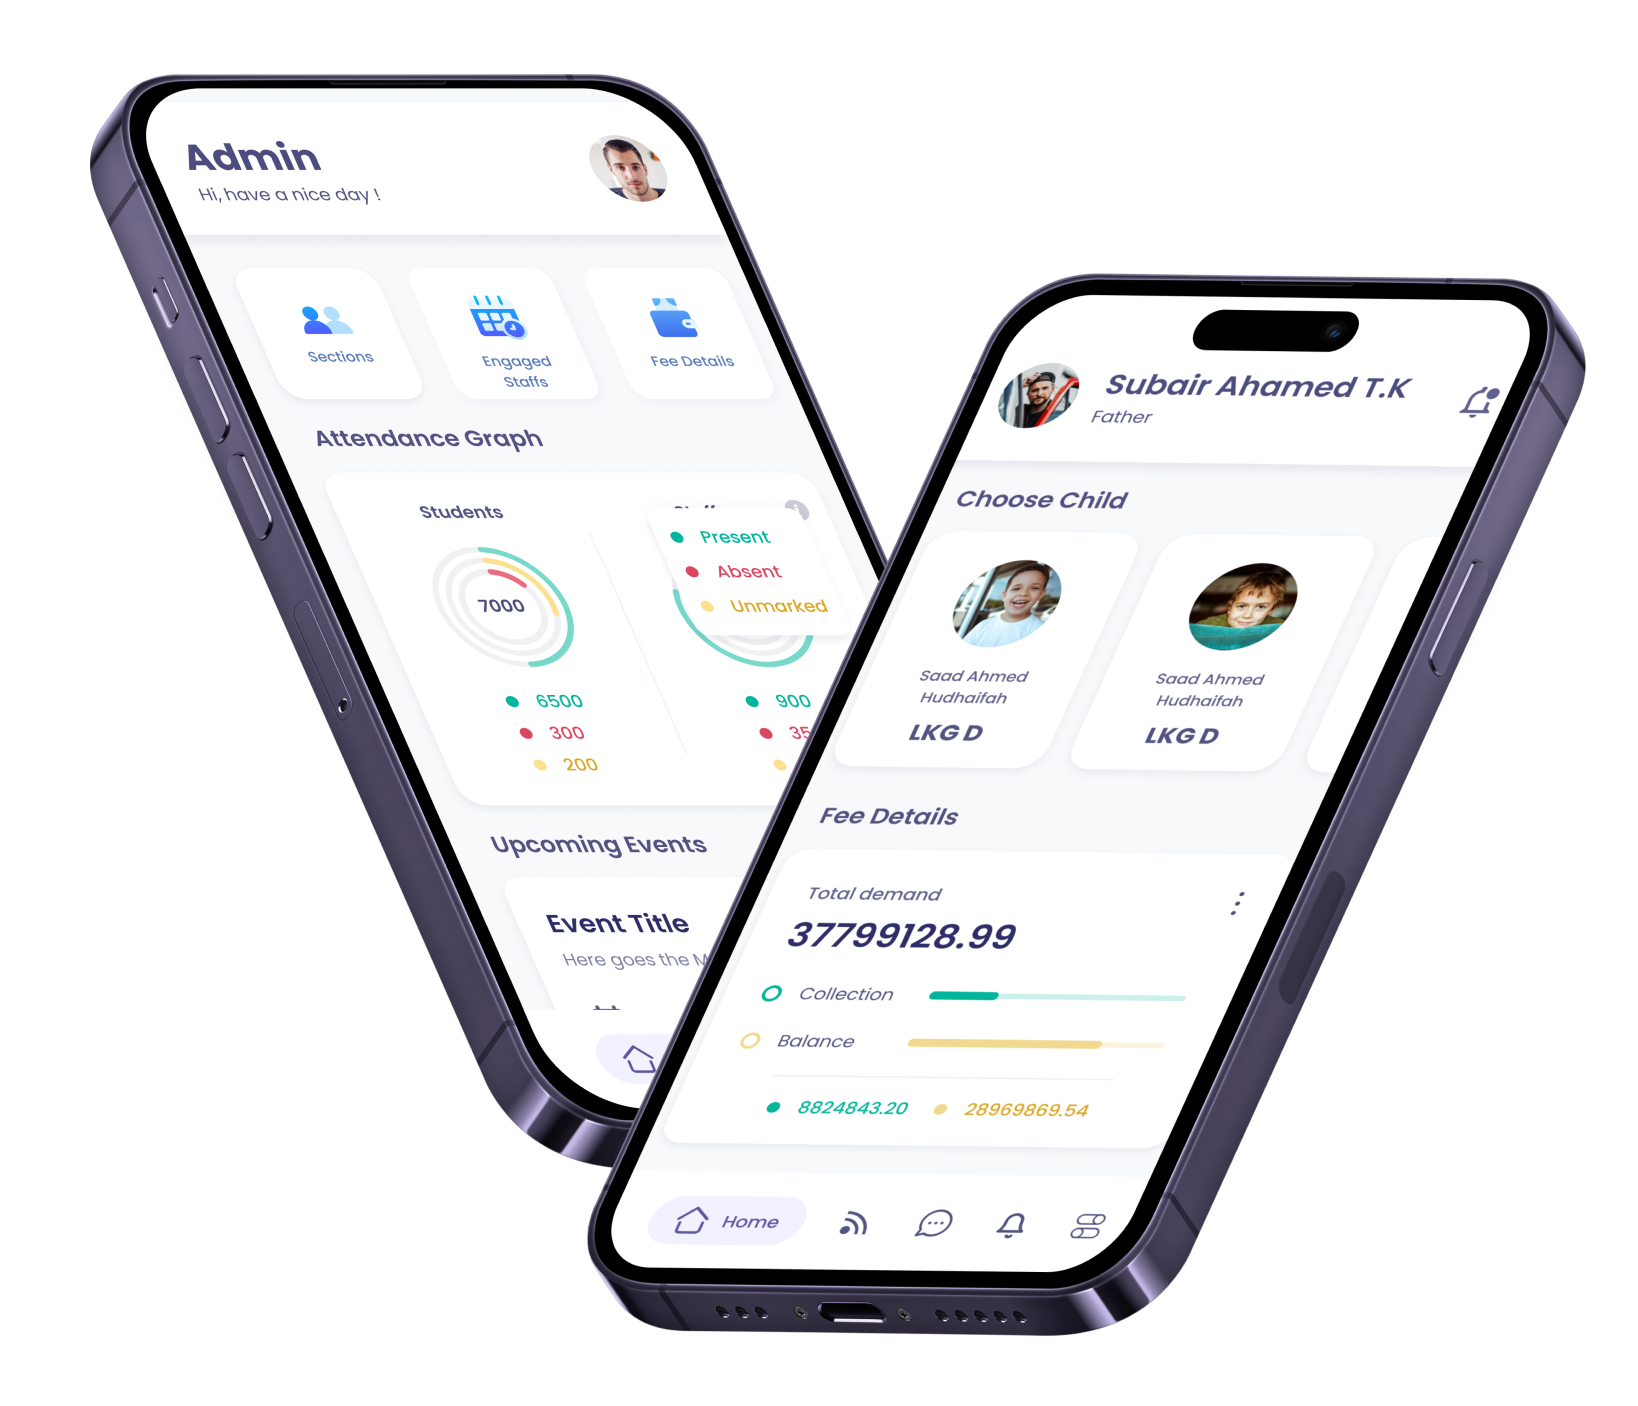 Admin
Hi, have a nice day !
Sections
Engaged
Staffs
Fee Details
Attendance Graph
Students
Present
Absent
Unmarked
7000
6500
300
200
900
35
Upcoming Events
Event Title
Here goes the
Subair Ahamed T.K
Father
Choose Child
Saad Ahmed
Hudhaifah
LKG D
Saad Ahmed
Hudhaifah
LKG D
Fee Details
Total demand
37799128.99
Collection
Balance
8824843.20
28969869.54
Home